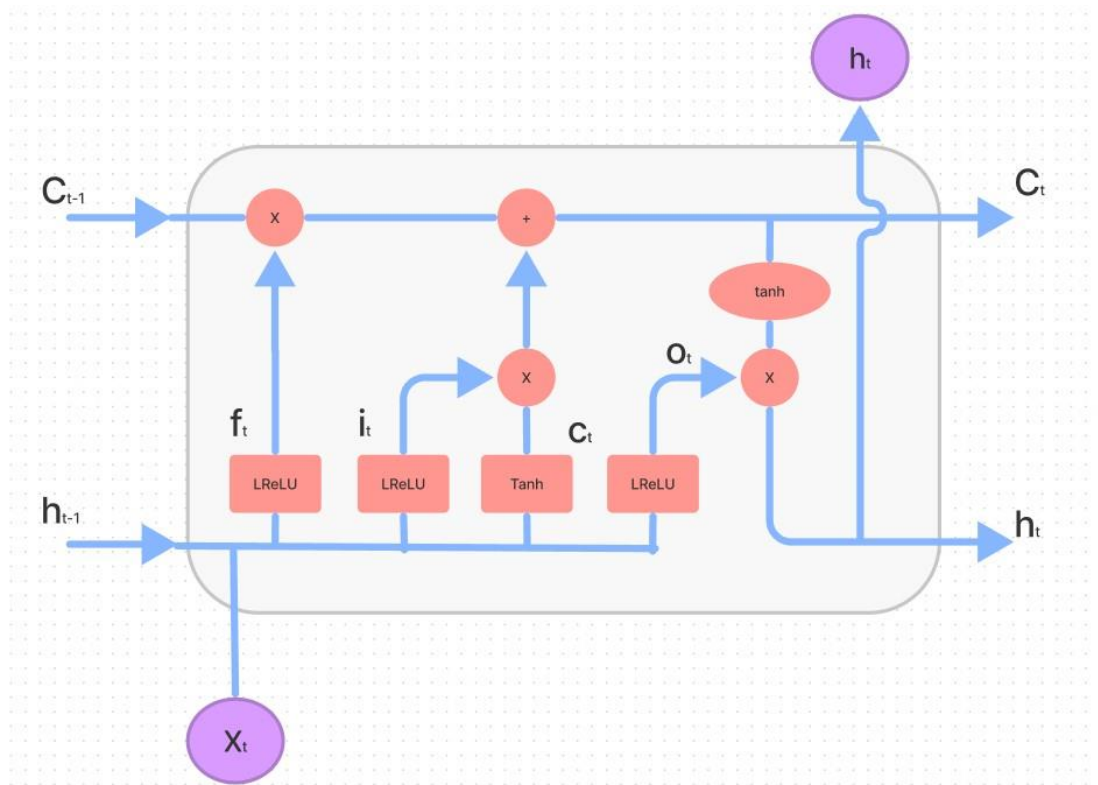 hₜ
Cₜ₋₁
Cₜ
X
+
tanh
oₜ
X
X
fₜ
iₜ
cₜ
LReLU
LReLU
Tanh
LReLU
hₜ₋₁
hₜ
Xₜ